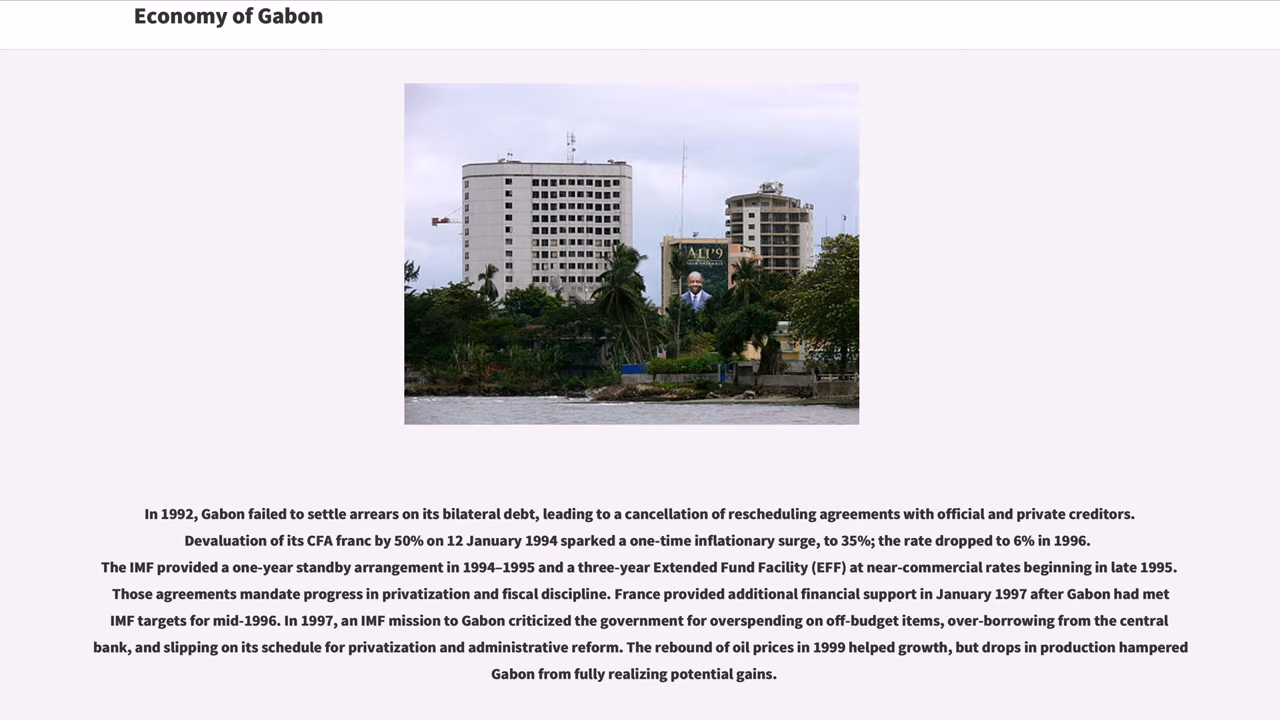 Economy of Gabon
ALI'9
In 1992, Gabon failed to settle arrears on its bilateral debt, leading to a cancellation of rescheduling agreements with official and private creditors.
Devaluation of its CFA franc by 50% on 12 January 1994 sparked a one-time inflationary surge, to 35%; the rate dropped to 6% in 1996.
The IMF provided a one-year standby arrangement in 1994–1995 and a three-year Extended Fund Facility (EFF) at near-commercial rates beginning in late 1995.
Those agreements mandate progress in privatization and fiscal discipline. France provided additional financial support in January 1997 after Gabon had met
IMF targets for mid-1996. In 1997, an IMF mission to Gabon criticized the government for overspending on off-budget items, over-borrowing from the central
bank, and slipping on its schedule for privatization and administrative reform. The rebound of oil prices in 1999 helped growth, but drops in production hampered
Gabon from fully realizing potential gains.